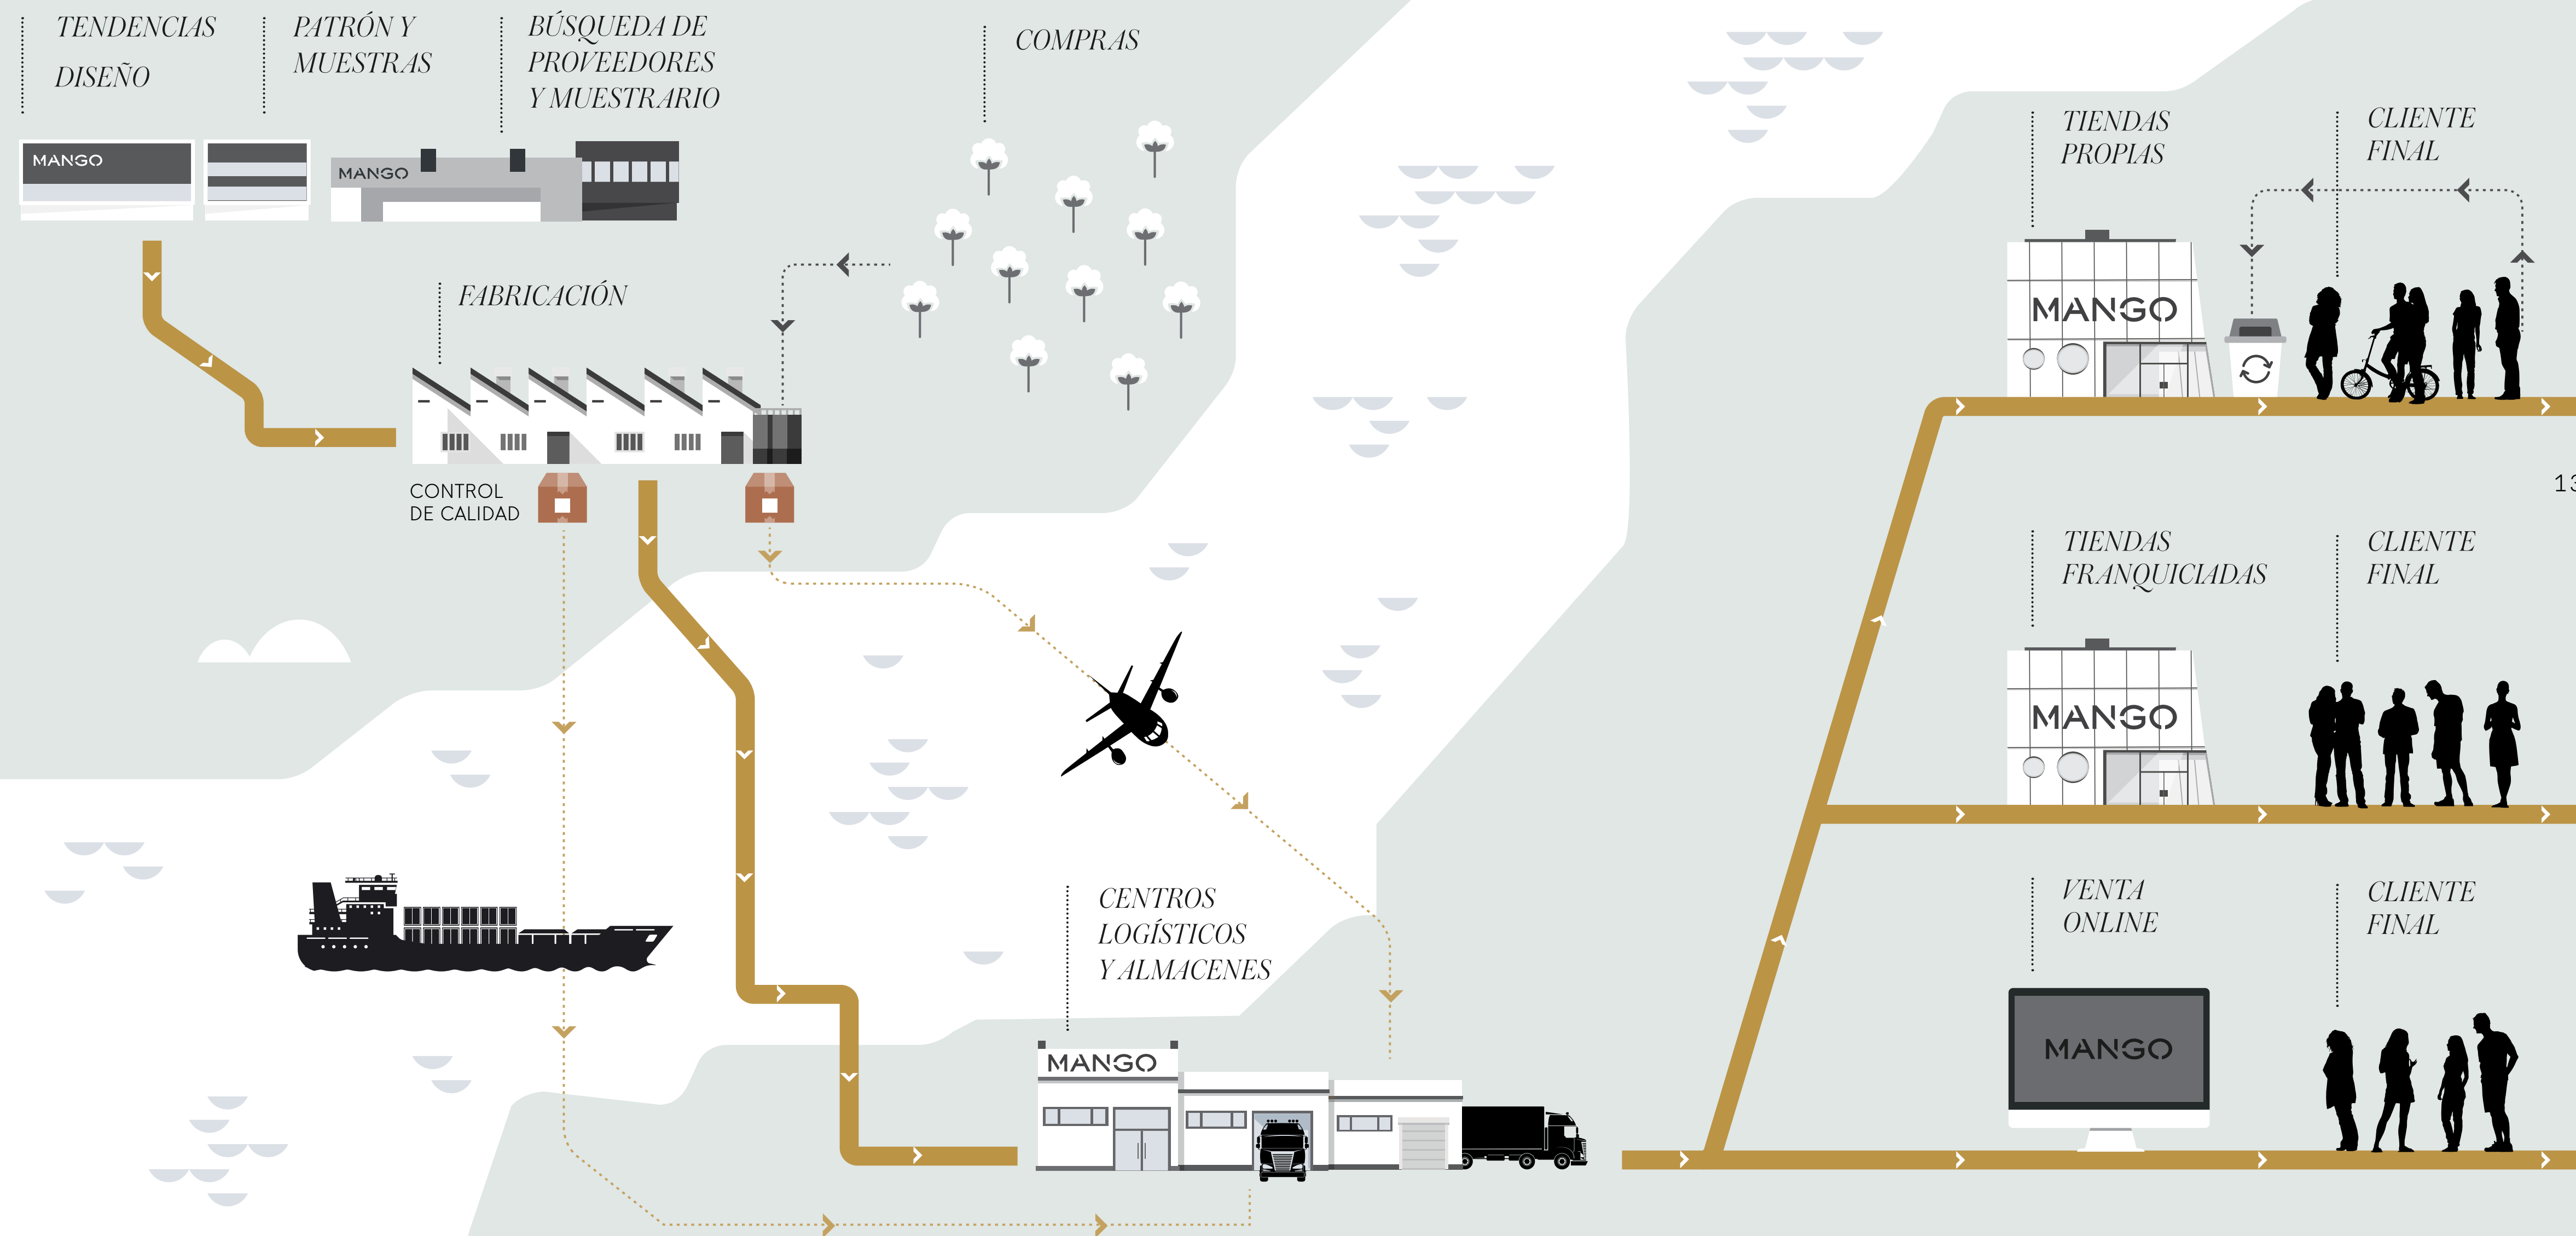 TENDENCIAS
DISEÑO
PATRÓN Y
MUESTRAS
BÚSQUEDA DE
PROVEEDORES
Y MUESTRARIO
COMPRAS
MANGO
MANGO
FABRICACIÓN
CONTROL
DE CALIDAD
CENTROS
LOGÍSTICOS
Y ALMACENES
MANGO
TIENDAS
PROPIAS
CLIENTE
FINAL
MANGO
TIENDAS
FRANQUICIADAS
CLIENTE
FINAL
MANGO
VENTA
ONLINE
CLIENTE
FINAL
MANGO